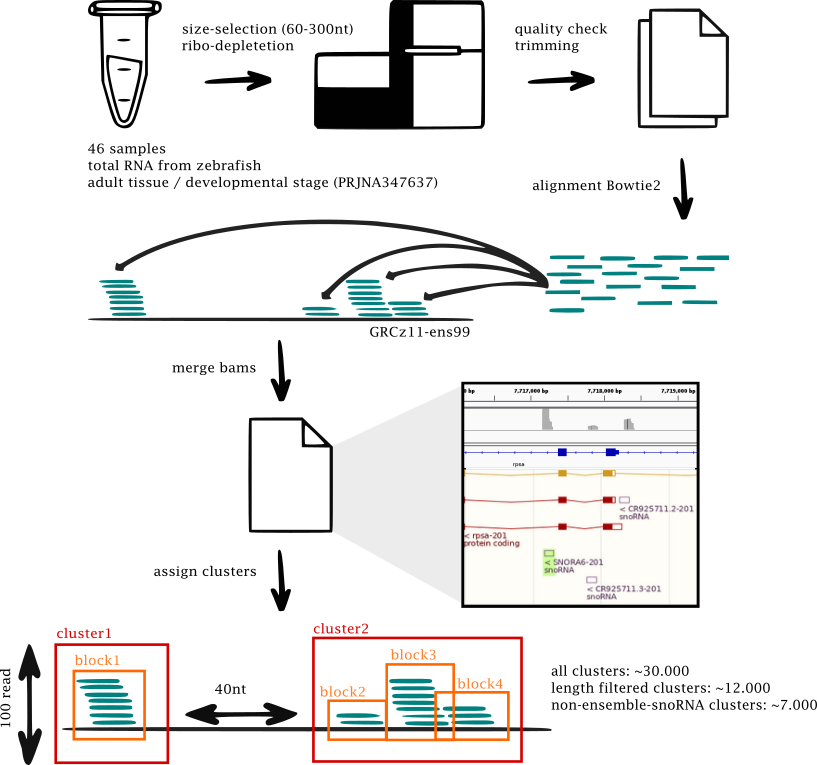 size-selection (60-300nt)
ribo-depletetion
quality check
trimming
46 samples
total RNA from zebrafish
adult tissue / developmental stage (PRJNA347637)
alignment Bowtie2
GRCz11-ens99
merge bams
bp 7,717,000 bp 7,718,000 bp 7,719,000 bp
rpsa
< CR925711.2-201
snoRNA
< rpsa-201
protein coding
< SNORA6-201
snoRNA
< CR925711.3-201
snoRNA
assign clusters
cluster1
block1
100 read
40nt
cluster2
block3
block2
block4
all clusters: ~30.000
length filtered clusters: ~12.000
non-ensemble-snoRNA clusters: ~7.000